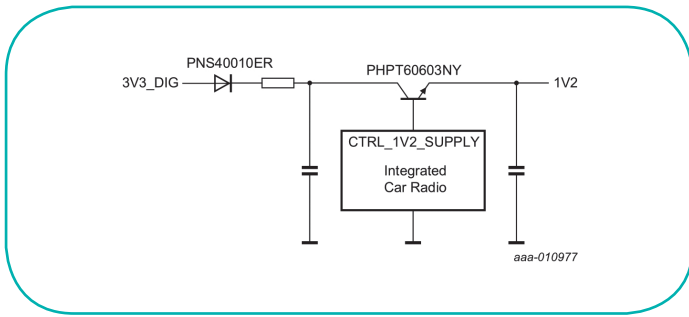 PNS40010ER
3V3_DIG
PHPT60603NY
1V2
CTRL_1V2_SUPPLY
Integrated
Car Radio
aaa-010977